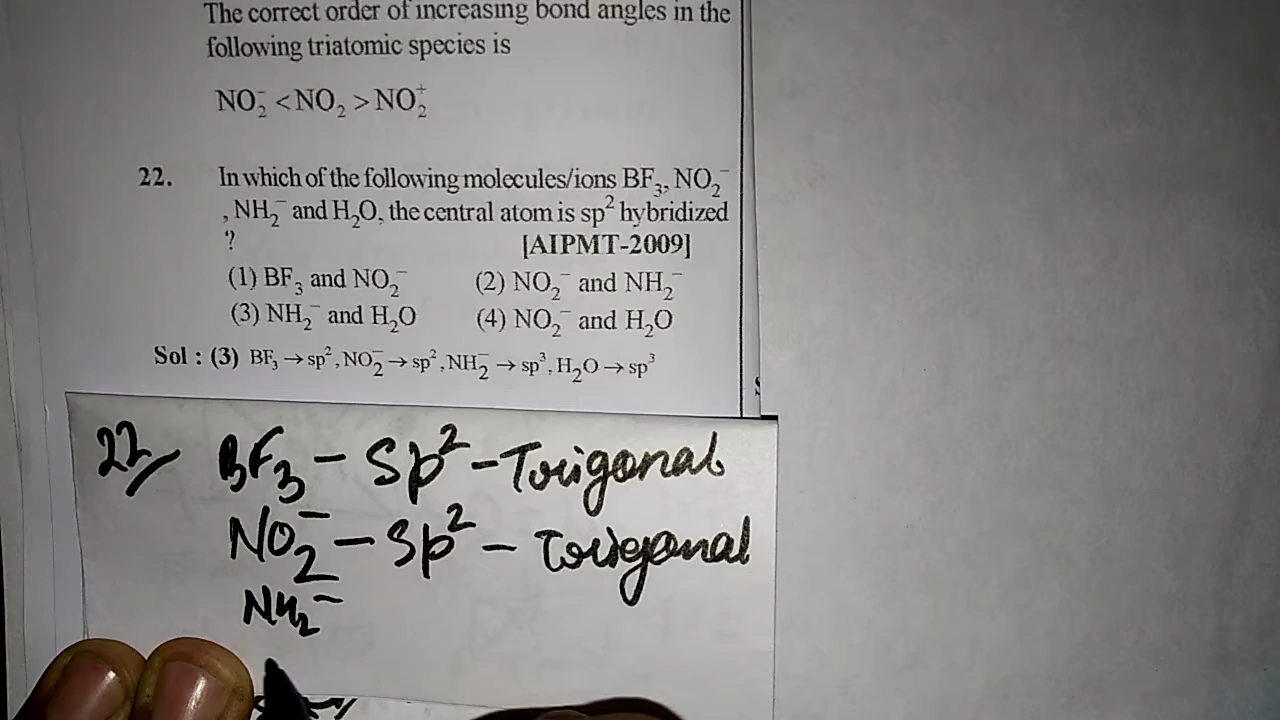 The correct order of increasing bond angles in the
following triatomic species is
NO₂⁻ < NO₂ > NO₂⁺
22. In which of the following molecules/ions BF₃, NO₂⁻
, NH₂⁻ and H₂O, the central atom is sp² hybridized
? [AIPMT-2009]
(1) BF₃ and NO₂⁻ (2) NO₂⁻ and NH₂⁻
(3) NH₂⁻ and H₂O (4) NO₂⁻ and H₂O
Sol : (3) BF₃ → sp², NO₂⁻ → sp², NH₂⁻ → sp³, H₂O → sp³
22/ BF₃ - Sp² - Trigonal
NO₂⁻ - Sp² - Trigonal
NH₂⁻